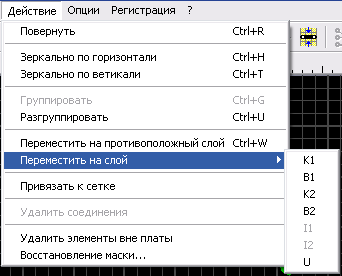 Действие Опции Регистрация ?
Повернуть Ctrl+R
Зеркально по горизонтали Ctrl+H
Зеркально по ветикали Ctrl+T
Группировать Ctrl+G
Разгруппировать Ctrl+U
Переместить на противоположный слой Ctrl+W
Переместить на слой
K1
B1
K2
B2
I1
I2
U
Привязать к сетке
Удалить соединения
Удалить элементы вне платы
Восстановление маски...